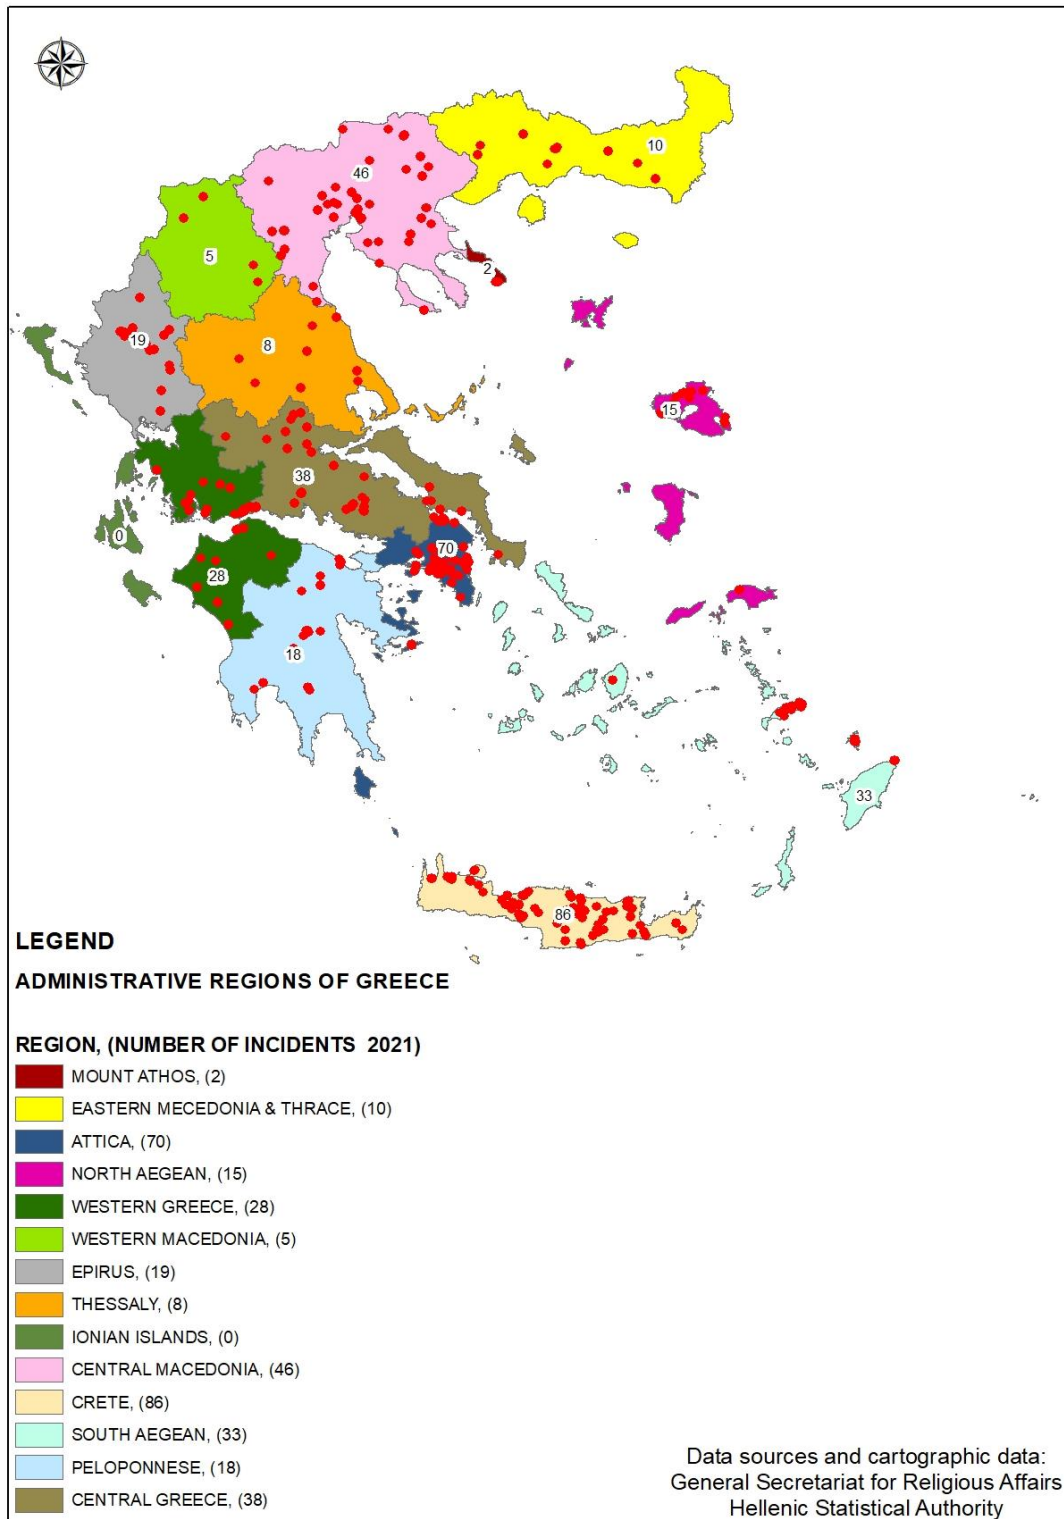 10
46
2
5
8
19
15
38
0
70
28
18
33
86
LEGEND
ADMINISTRATIVE REGIONS OF GREECE
REGION, (NUMBER OF INCIDENTS 2021)
MOUNT ATHOS, (2)
EASTERN MECEDONIA & THRACE, (10)
ATTICA, (70)
NORTH AEGEAN, (15)
WESTERN GREECE, (28)
WESTERN MACEDONIA, (5)
EPIRUS, (19)
THESSALY, (8)
IONIAN ISLANDS, (0)
CENTRAL MACEDONIA, (46)
CRETE, (86)
SOUTH AEGEAN, (33)
PELOPONNESE, (18)
CENTRAL GREECE, (38)
Data sources and cartographic data:
General Secretariat for Religious Affairs
Hellenic Statistical Authority